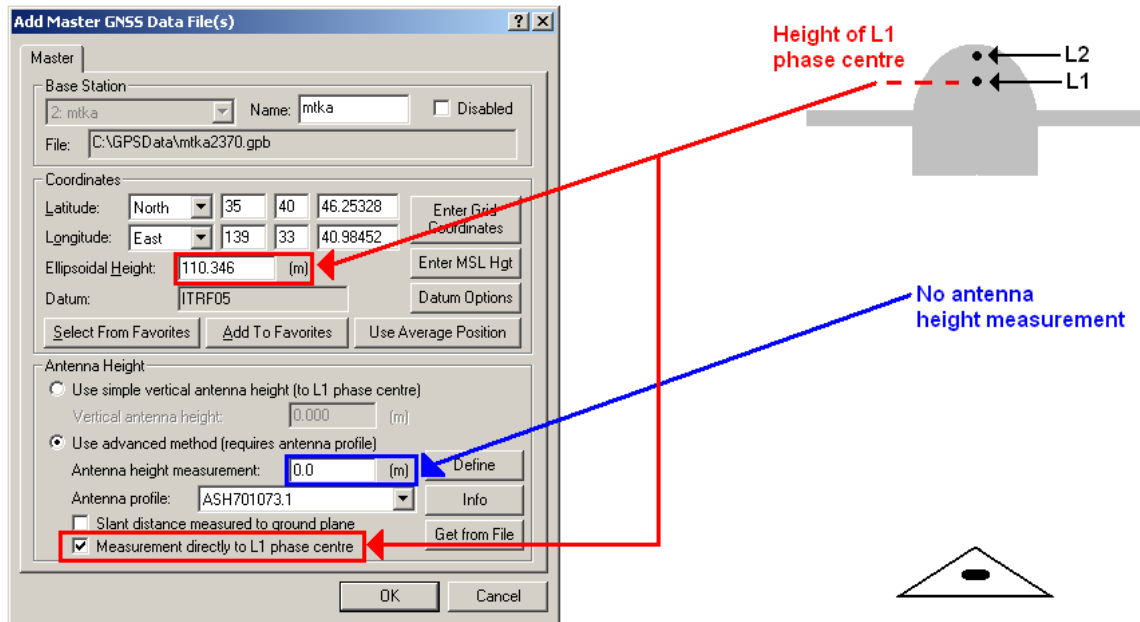 Add Master GNSS Data File(s)
Master
Base Station
2: mtka Name: mtka Disabled
File: C:\GPSData\mtka2370.gpb
Coordinates
Latitude: North 35 40 46.25328 Enter Grid Coordinates
Longitude: East 139 33 40.98452
Ellipsoidal Height: 110.346 (m) Enter MSL Hgt
Datum: ITRF05 Datum Options
Select From Favorites Add To Favorites Use Average Position
Antenna Height
Use simple vertical antenna height (to L1 phase centre)
Vertical antenna height: 0.000 (m)
Use advanced method (requires antenna profile)
Antenna height measurement: 0.0 (m) Define
Antenna profile: ASH701073.1 Info
Slant distance measured to ground plane
Measurement directly to L1 phase centre Get from File
OK Cancel
Height of L1
phase centre
L2
L1
No antenna
height measurement